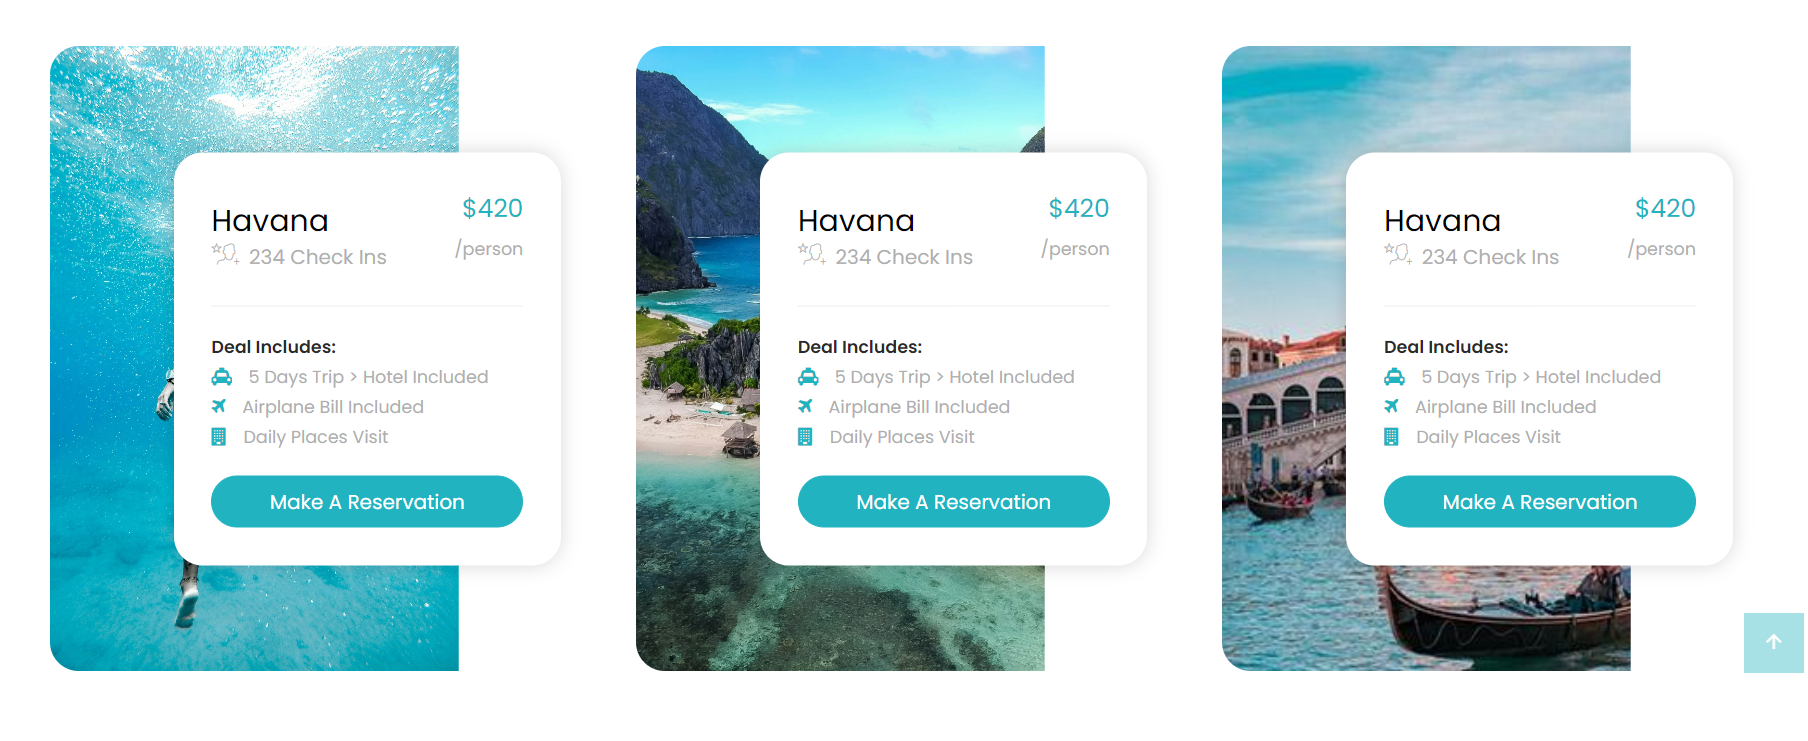 Havana
$420
234 Check Ins
/person
Deal Includes:
5 Days Trip > Hotel Included
Airplane Bill Included
Daily Places Visit
Make A Reservation
Havana
$420
234 Check Ins
/person
Deal Includes:
5 Days Trip > Hotel Included
Airplane Bill Included
Daily Places Visit
Make A Reservation
Havana
$420
234 Check Ins
/person
Deal Includes:
5 Days Trip > Hotel Included
Airplane Bill Included
Daily Places Visit
Make A Reservation